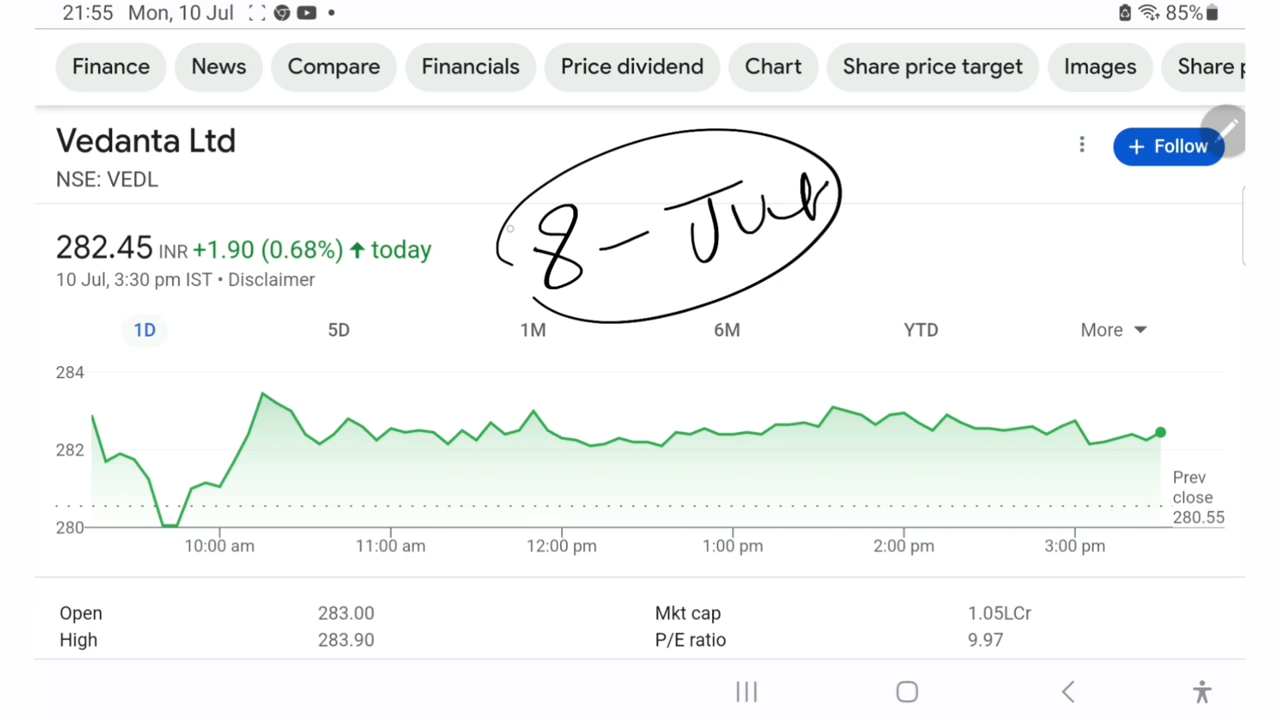 21:55 Mon, 10 Jul 85%
Finance News Compare Financials Price dividend Chart Share price target Images Share p
Vedanta Ltd
+ Follow
NSE: VEDL
8 - Jul
282.45 INR +1.90 (0.68%) ↑ today
10 Jul, 3:30 pm IST • Disclaimer
1D 5D 1M 6M YTD More
284
282
280
Prev
close
280.55
10:00 am 11:00 am 12:00 pm 1:00 pm 2:00 pm 3:00 pm
Open 283.00 Mkt cap 1.05LCr
High 283.90 P/E ratio 9.97